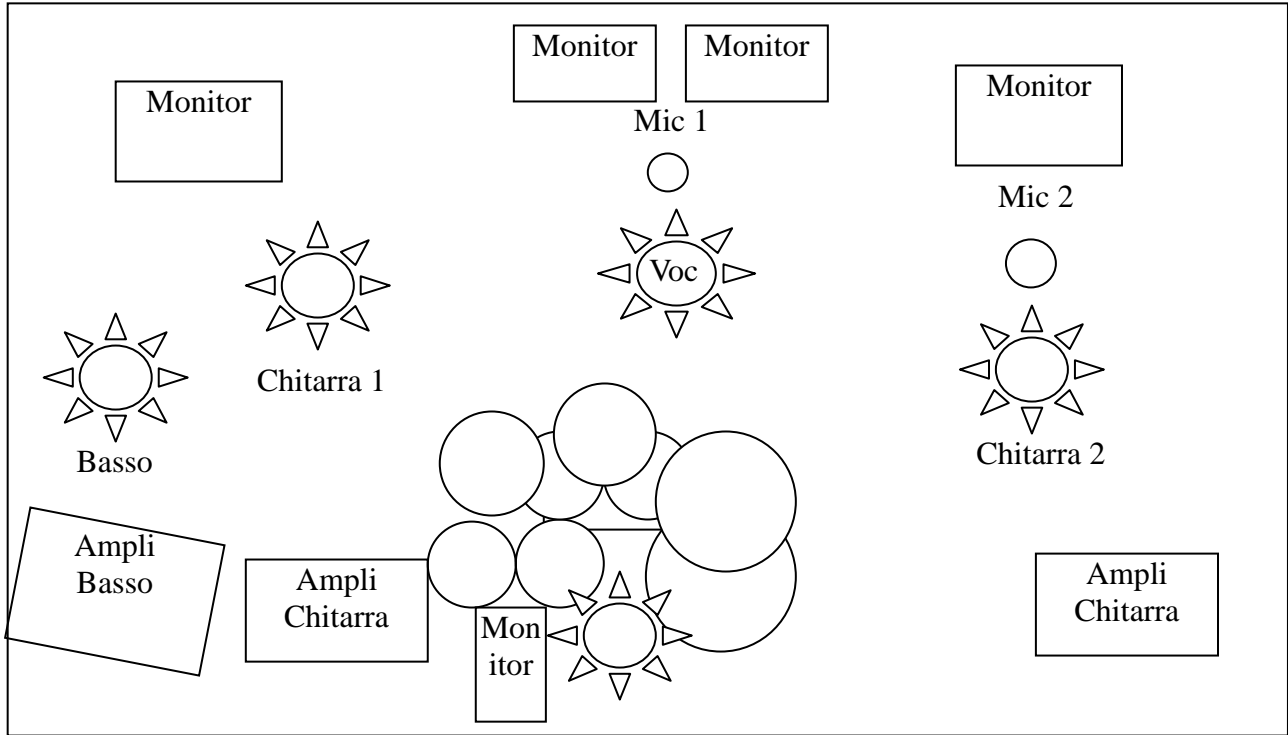 Monitor
Monitor
Monitor
Monitor
Mic 1
Mic 2
Voc
Chitarra 1
Basso
Chitarra 2
Ampli
Basso
Ampli
Chitarra
Mon
itor
Ampli
Chitarra